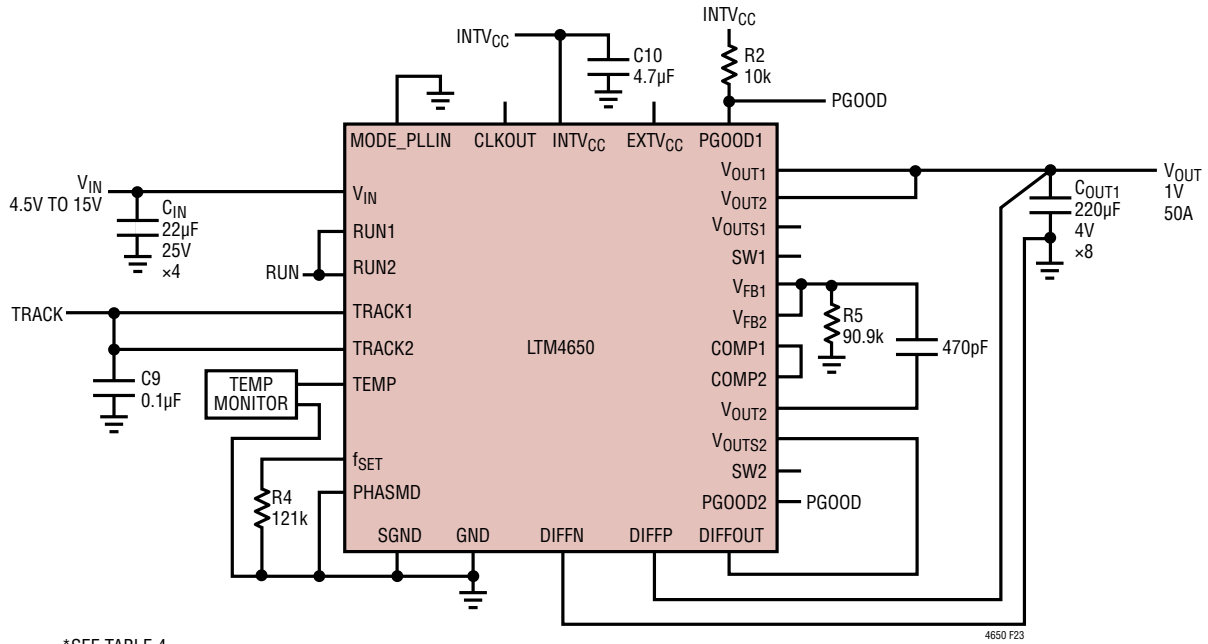 INTVCC
INTVCC
C10
4.7µF
R2
10k
PGOOD
MODE_PLLIN
CLKOUT
INTVCC
EXTVCC
PGOOD1
VIN
4.5V TO 15V
CIN
22µF
25V
×4
VIN
RUN1
RUN2
RUN
TRACK
TRACK1
TRACK2
C9
0.1µF
TEMP
MONITOR
TEMP
fSET
PHASMD
R4
121k
SGND
GND
DIFFN
DIFFP
DIFFOUT
LTM4650
VOUT1
VOUT2
VOUTS1
SW1
VFB1
VFB2
COMP1
COMP2
VOUT2
VOUTS2
SW2
PGOOD2
PGOOD
R5
90.9k
470pF
COUT1
220µF
4V
×8
VOUT
1V
50A
4650 F23
*SEE TABLE 4